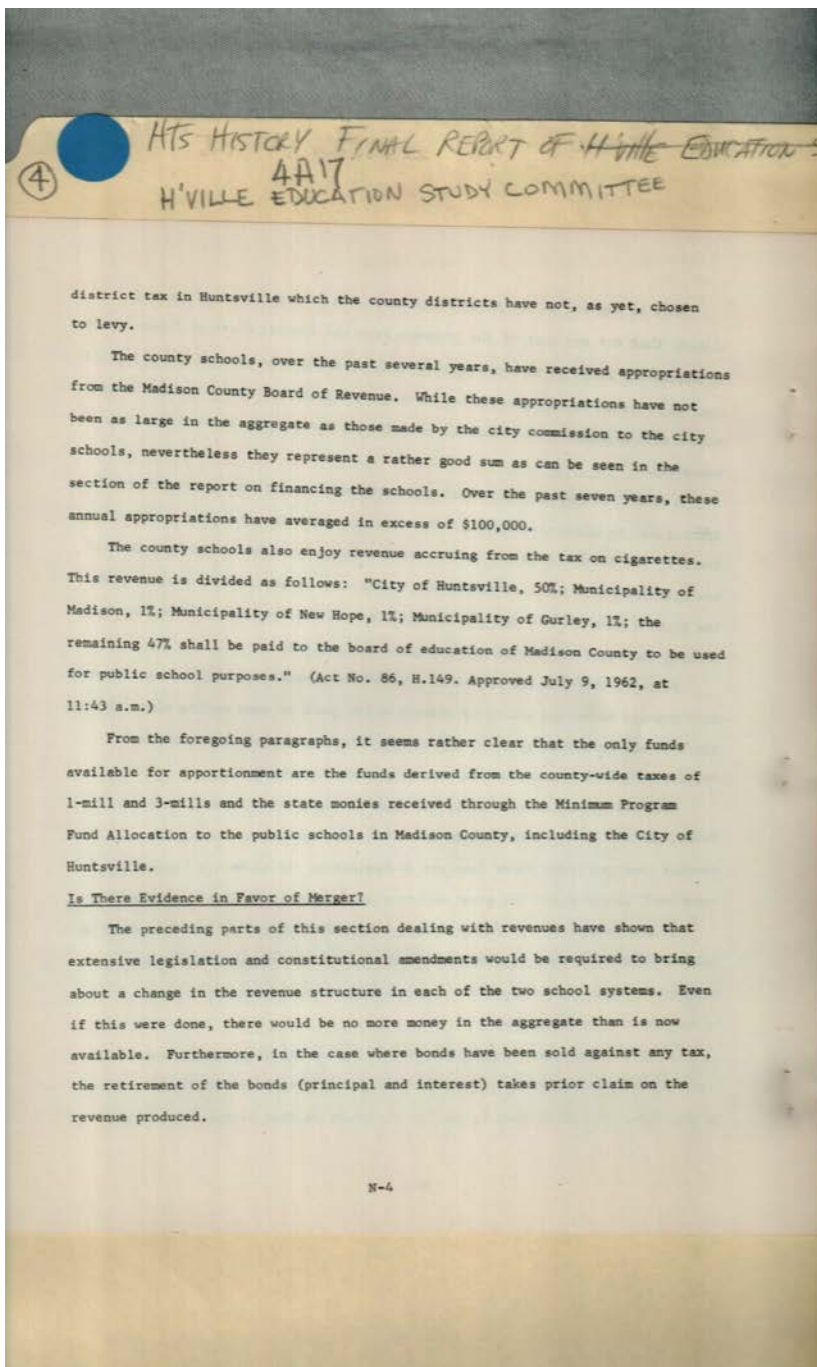 HTS HISTORY FINAL REPORT OF H'VILLE EDUCATION
4
4A17
H'VILLE EDUCATION STUDY COMMITTEE
district tax in Huntsville which the county districts have not, as yet, chosen
to levy.
The county schools, over the past several years, have received appropriations
from the Madison County Board of Revenue. While these appropriations have not
been as large in the aggregate as those made by the city commission to the city
schools, nevertheless they represent a rather good sum as can be seen in the
section of the report on financing the schools. Over the past seven years, these
annual appropriations have averaged in excess of $100,000.
The county schools also enjoy revenue accruing from the tax on cigarettes.
This revenue is divided as follows: "City of Huntsville, 50%; Municipality of
Madison, 1%; Municipality of New Hope, 1%; Municipality of Gurley, 1%; the
remaining 47% shall be paid to the board of education of Madison County to be used
for public school purposes." (Act No. 86, H.149. Approved July 9, 1962, at
11:43 a.m.)
From the foregoing paragraphs, it seems rather clear that the only funds
available for apportionment are the funds derived from the county-wide taxes of
1-mill and 3-mills and the state monies received through the Minimum Program
Fund Allocation to the public schools in Madison County, including the City of
Huntsville.
Is There Evidence in Favor of Merger?
The preceding parts of this section dealing with revenues have shown that
extensive legislation and constitutional amendments would be required to bring
about a change in the revenue structure in each of the two school systems. Even
if this were done, there would be no more money in the aggregate than is now
available. Furthermore, in the case where bonds have been sold against any tax,
the retirement of the bonds (principal and interest) takes prior claim on the
revenue produced.
N-4